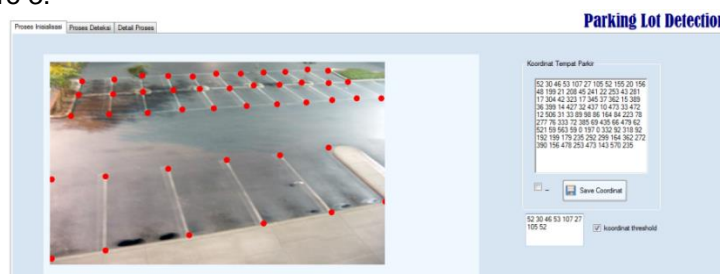 Parking Lot Detection
Proses Inisialisasi Proses Deteksi Detail Proses
Koordinat Tempat Parkir
52 30 46 53 107 27 105 52 155 20 156
48 199 21 208 45 241 22 253 43 281
17 304 42 323 17 345 37 362 15 389
36 399 14 427 32 437 10 473 33 472
12 506 31 33 89 98 86 164 84 223 78
277 76 333 72 385 69 435 66 479 62
521 59 563 59 0 197 0 332 92 318 92
192 199 179 235 292 299 164 362 272
390 156 478 253 473 143 570 235
Save Coordinat
52 30 46 53 107 27
105 52
koordinat threshold